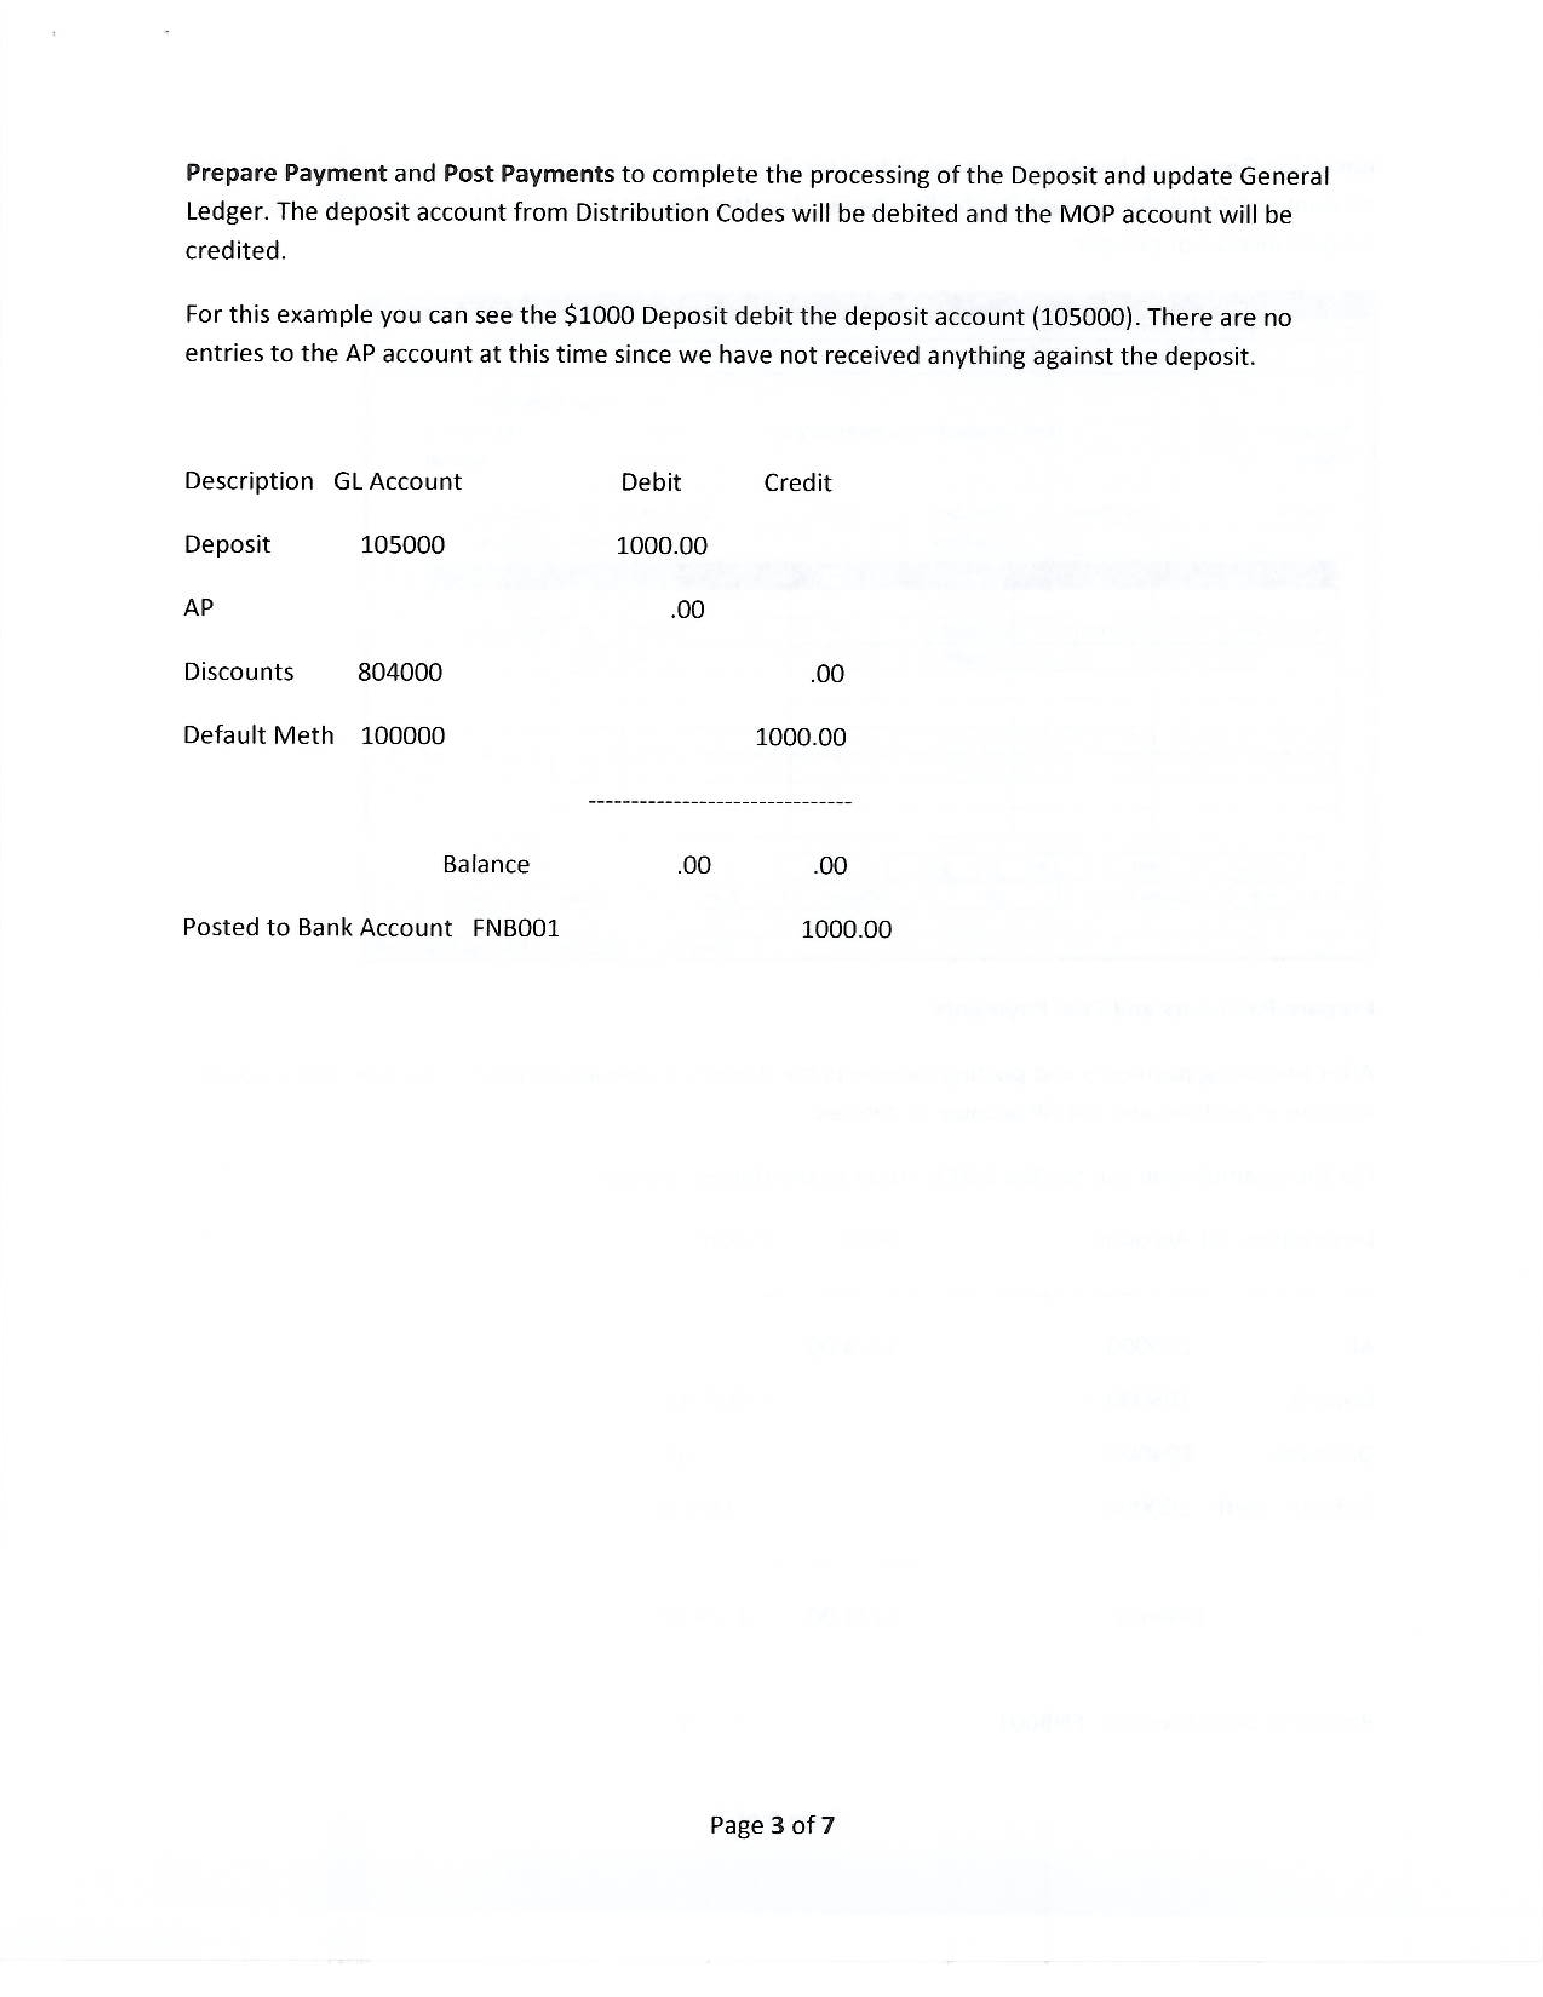 Prepare Payment and Post Payments to complete the processing of the Deposit and update General
Ledger. The deposit account from Distribution Codes will be debited and the MOP account will be
credited.
For this example you can see the $1000 Deposit debit the deposit account (105000). There are no
entries to the AP account at this time since we have not received anything against the deposit.
Description GL Account Debit Credit
Deposit 105000 1000.00
AP .00
Discounts 804000 .00
Default Meth 100000 1000.00
-------------------------------
Balance .00 .00
Posted to Bank Account FNB001 1000.00
Page 3 of 7